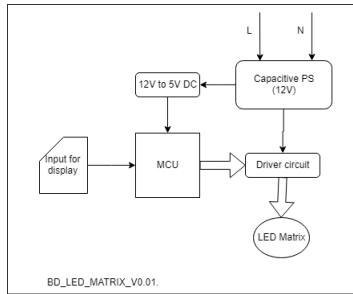 L N
12V to 5V DC
Capacitive PS
(12V)
Input for
display
MCU
Driver circuit
LED Matrix
BD_LED_MATRIX_V0.01.